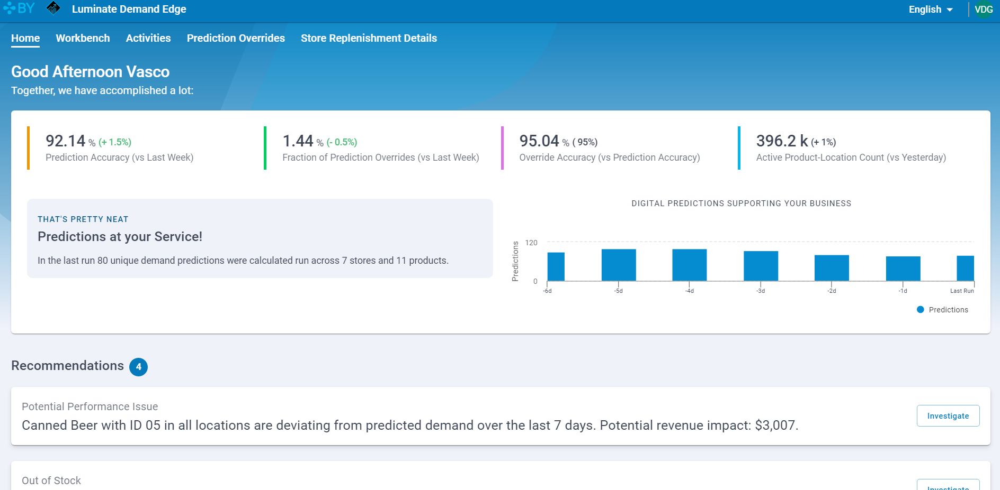 BY
Luminate Demand Edge
English
VDG
Home Workbench Activities Prediction Overrides Store Replenishment Details
Good Afternoon Vasco
Together, we have accomplished a lot:
92.14 % (+ 1.5%)
Prediction Accuracy (vs Last Week)
1.44 % (- 0.5%)
Fraction of Prediction Overrides (vs Last Week)
95.04 % ( 95%)
Override Accuracy (vs Prediction Accuracy)
396.2 k (+ 1%)
Active Product-Location Count (vs Yesterday)
THAT'S PRETTY NEAT
Predictions at your Service!
In the last run 80 unique demand predictions were calculated run across 7 stores and 11 products.
DIGITAL PREDICTIONS SUPPORTING YOUR BUSINESS
Predictions
120
0
-6d -5d -4d -3d -2d -1d Last Run
Predictions
Recommendations 4
Potential Performance Issue
Canned Beer with ID 05 in all locations are deviating from predicted demand over the last 7 days. Potential revenue impact: $3,007.
Investigate
Out of Stock
Investigate